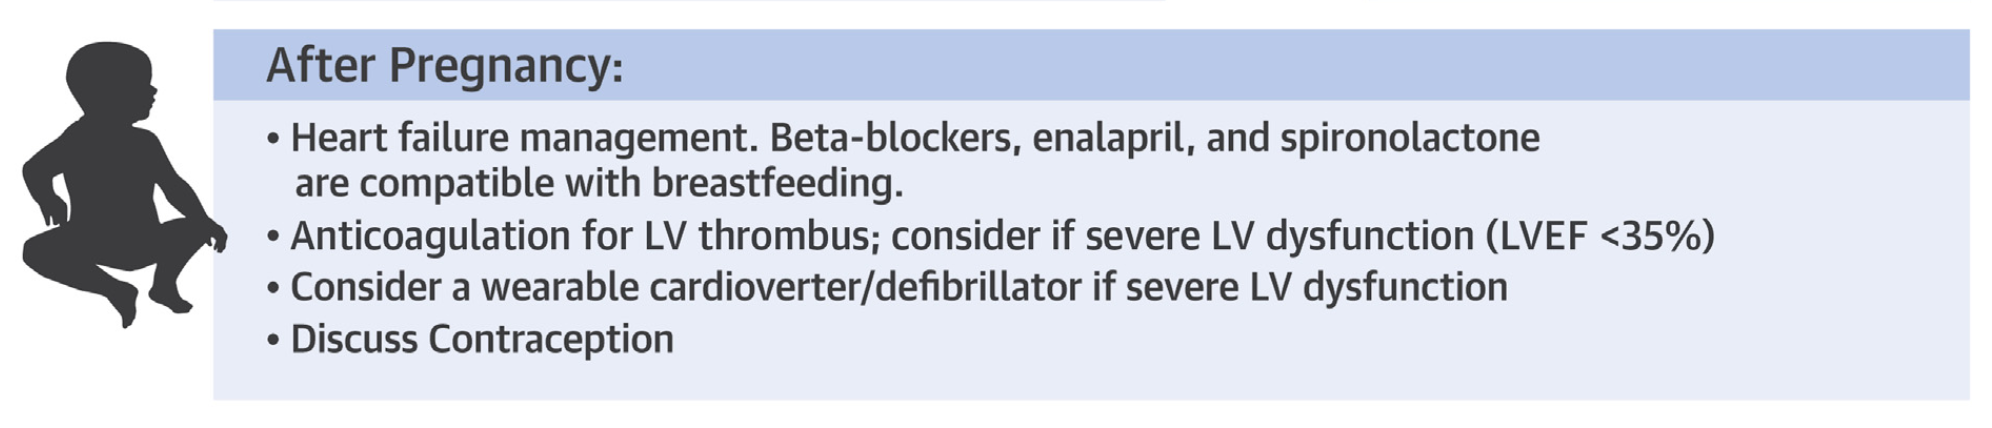 After Pregnancy:
• Heart failure management. Beta-blockers, enalapril, and spironolactone
are compatible with breastfeeding.
• Anticoagulation for LV thrombus; consider if severe LV dysfunction (LVEF <35%)
• Consider a wearable cardioverter/defibrillator if severe LV dysfunction
• Discuss Contraception